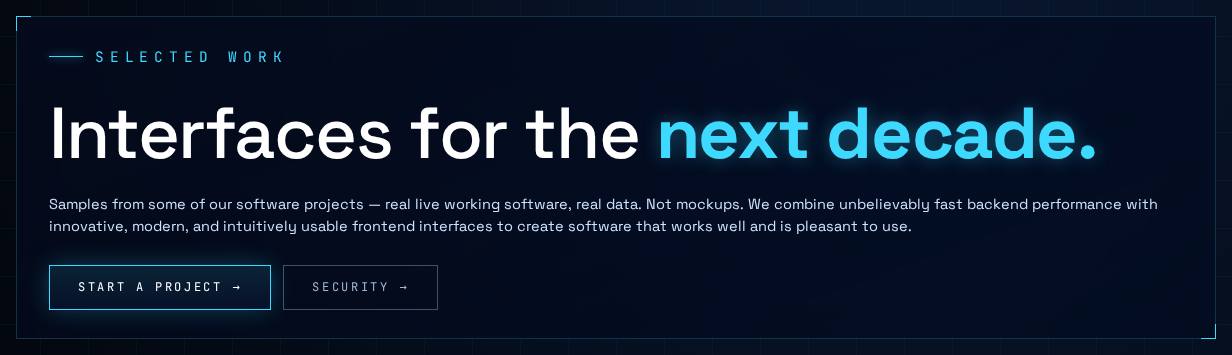 SELECTED WORK
Interfaces for the next decade.
Samples from some of our software projects — real live working software, real data. Not mockups. We combine unbelievably fast backend performance with
innovative, modern, and intuitively usable frontend interfaces to create software that works well and is pleasant to use.
START A PROJECT → SECURITY →